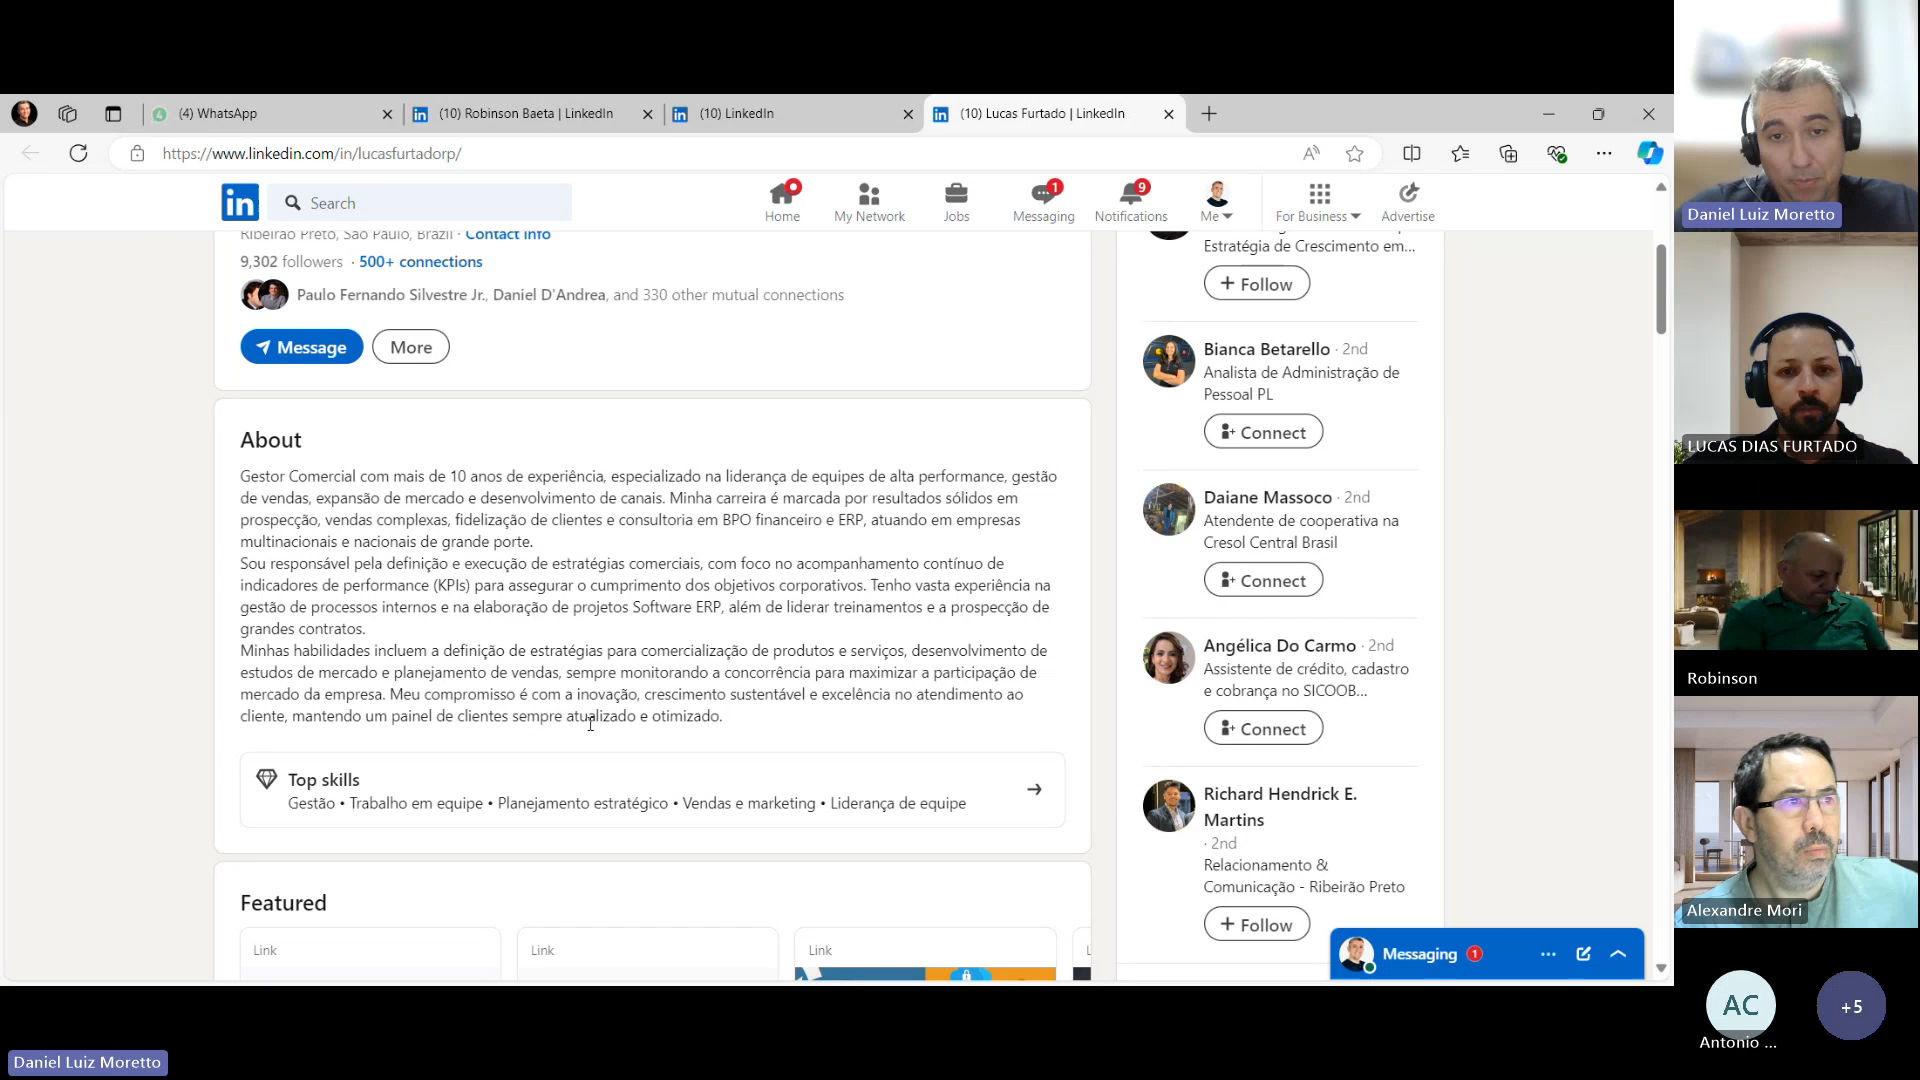 (4) WhatsApp
(10) Robinson Baeta | LinkedIn
(10) LinkedIn
(10) Lucas Furtado | LinkedIn
https://www.linkedin.com/in/lucasfurtadorp/
Search
Home
My Network
Jobs
1
Messaging
9
Notifications
Me
For Business
Advertise
Ribeirão Preto, São Paulo, Brazil · Contact info
9,302 followers · 500+ connections
Paulo Fernando Silvestre Jr., Daniel D'Andrea, and 330 other mutual connections
Message
More
About
Gestor Comercial com mais de 10 anos de experiência, especializado na liderança de equipes de alta performance, gestão
de vendas, expansão de mercado e desenvolvimento de canais. Minha carreira é marcada por resultados sólidos em
prospecção, vendas complexas, fidelização de clientes e consultoria em BPO financeiro e ERP, atuando em empresas
multinacionais e nacionais de grande porte.
Sou responsável pela definição e execução de estratégias comerciais, com foco no acompanhamento contínuo de
indicadores de performance (KPIs) para assegurar o cumprimento dos objetivos corporativos. Tenho vasta experiência na
gestão de processos internos e na elaboração de projetos Software ERP, além de liderar treinamentos e a prospecção de
grandes contratos.
Minhas habilidades incluem a definição de estratégias para comercialização de produtos e serviços, desenvolvimento de
estudos de mercado e planejamento de vendas, sempre monitorando a concorrência para maximizar a participação de
mercado da empresa. Meu compromisso é com a inovação, crescimento sustentável e excelência no atendimento ao
cliente, mantendo um painel de clientes sempre atualizado e otimizado.
Top skills
Gestão • Trabalho em equipe • Planejamento estratégico • Vendas e marketing • Liderança de equipe
Featured
Link
Link
Link
Estratégia de Crescimento em...
+ Follow
Bianca Betarello · 2nd
Analista de Administração de
Pessoal PL
Connect
Daiane Massoco · 2nd
Atendente de cooperativa na
Cresol Central Brasil
Connect
Angélica Do Carmo · 2nd
Assistente de crédito, cadastro
e cobrança no SICOOB...
Connect
Richard Hendrick E.
Martins
· 2nd
Relacionamento &
Comunicação - Ribeirão Preto
+ Follow
Messaging 1
Daniel Luiz Moretto
LUCAS DIAS FURTADO
Robinson
Alexandre Mori
AC
Antonio ...
+5
Daniel Luiz Moretto